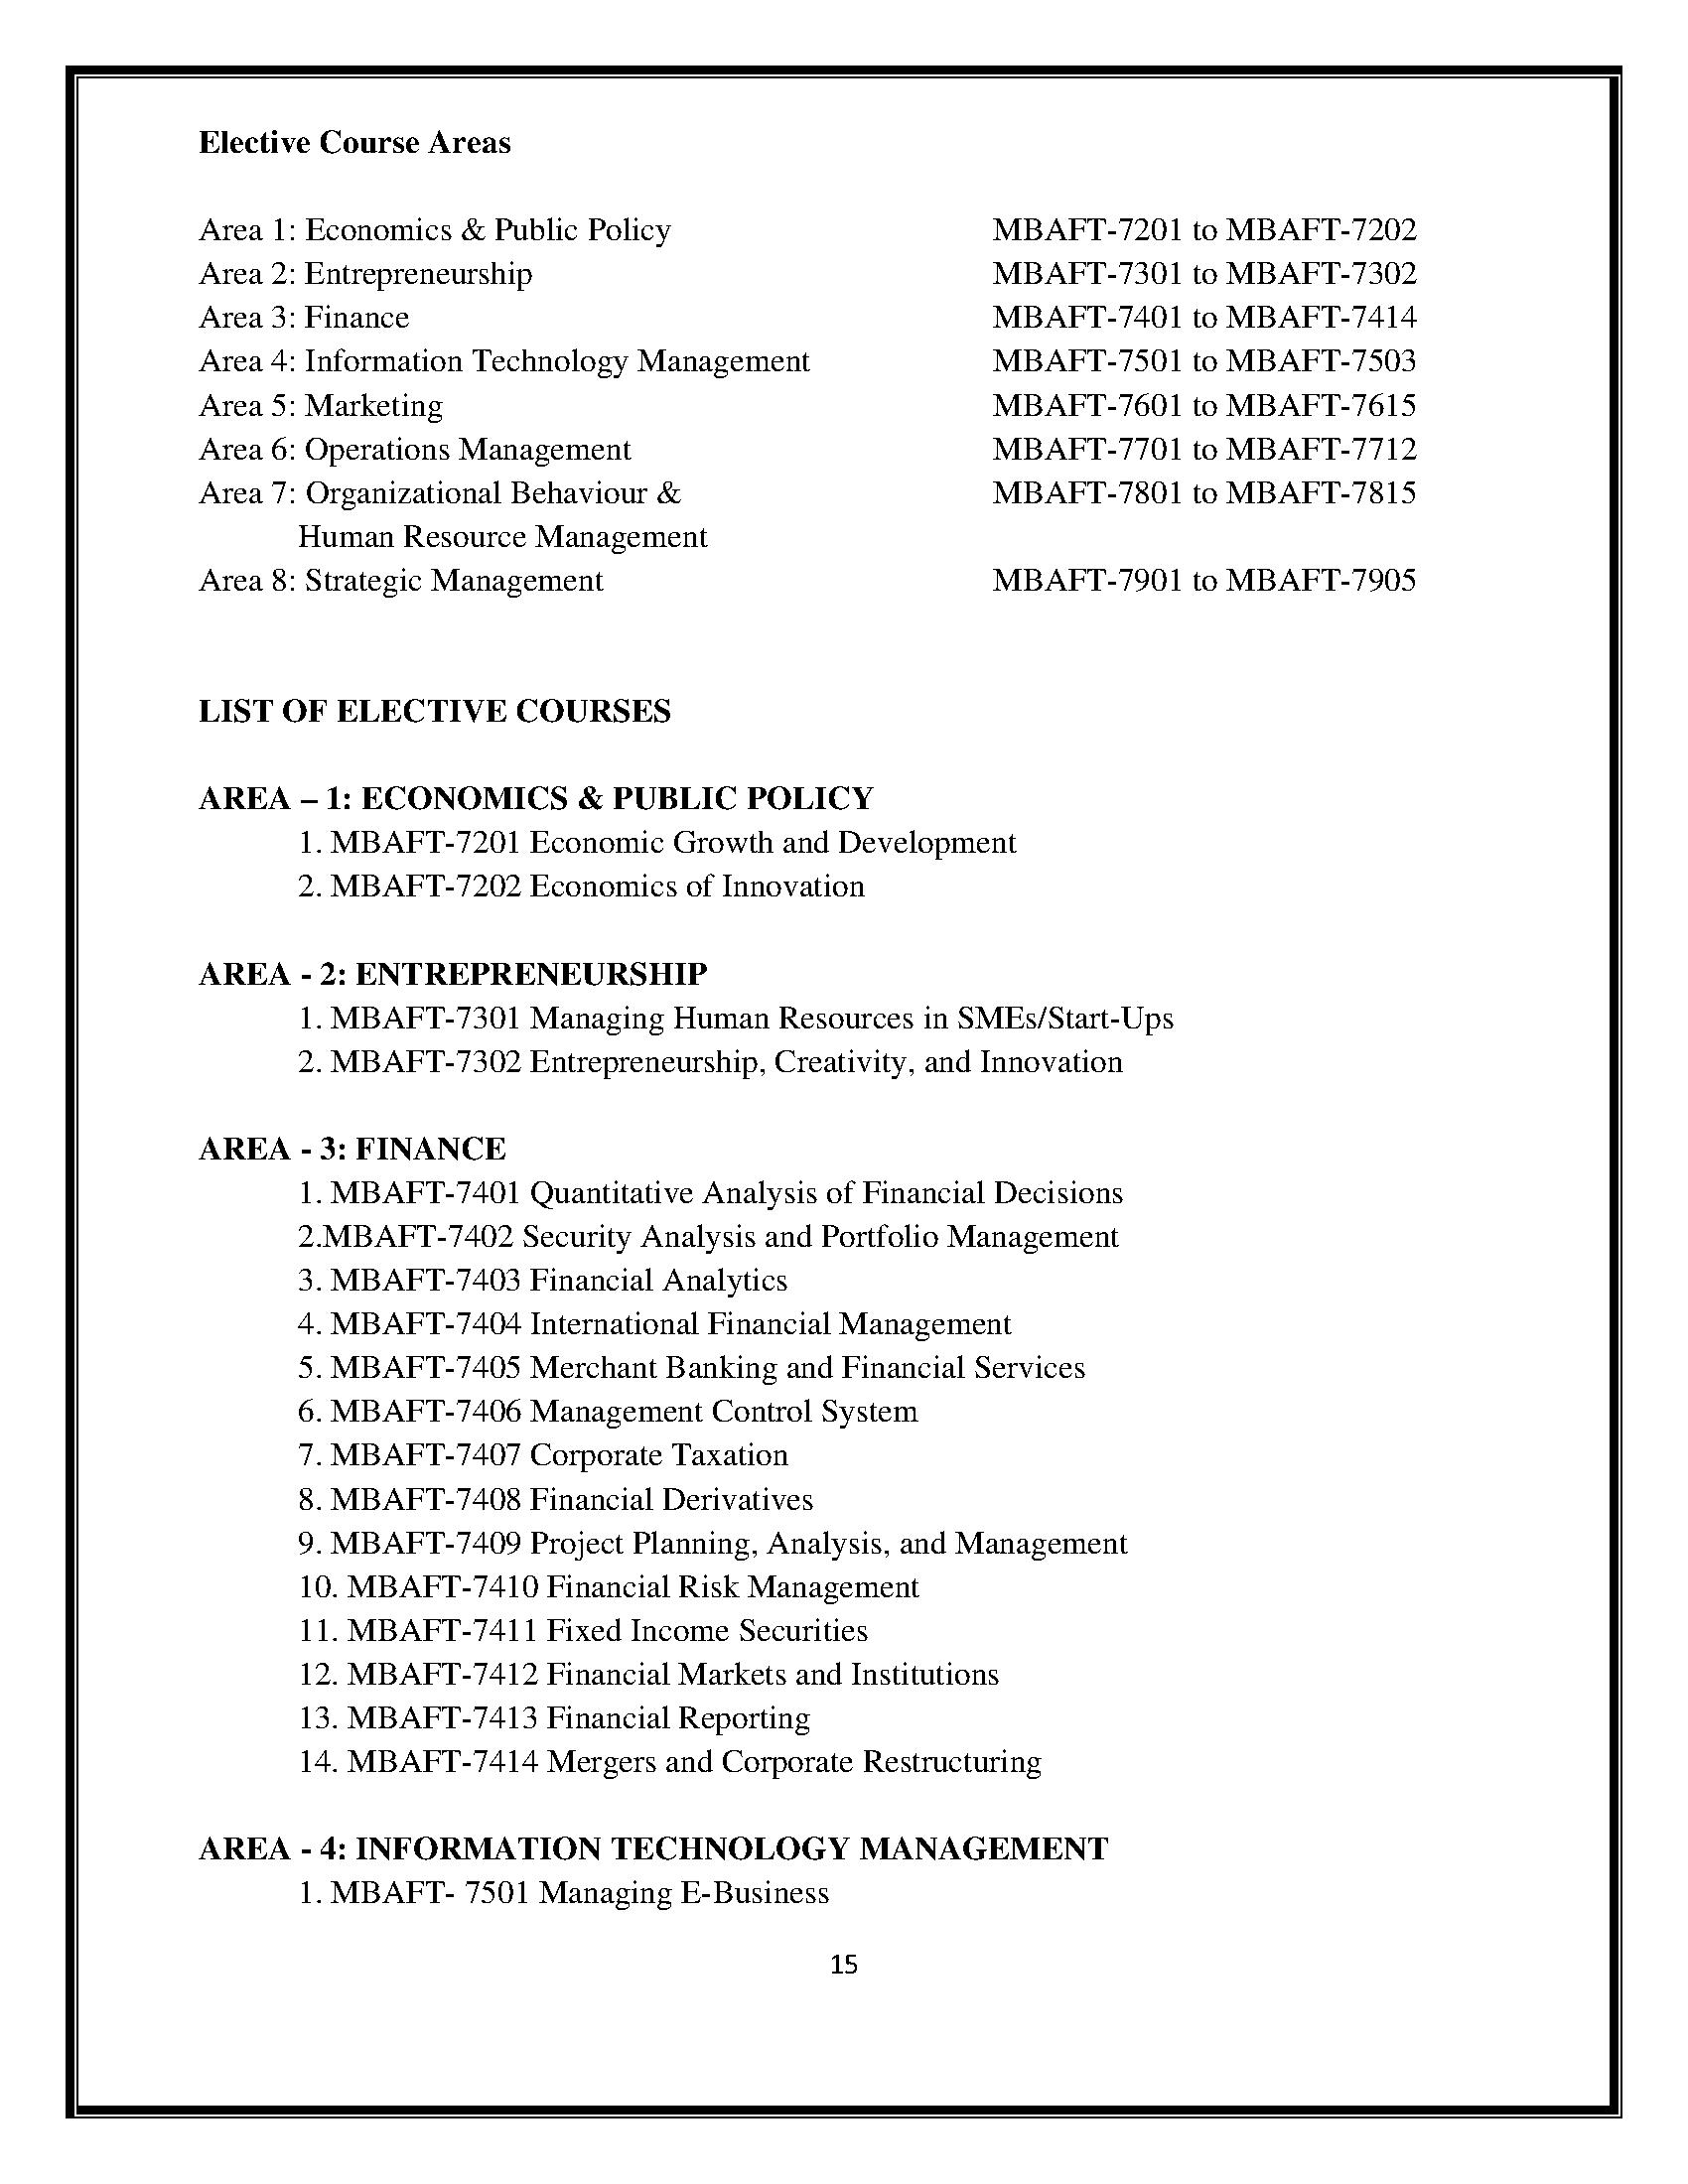 Elective Course Areas
Area 1: Economics & Public Policy MBAFT-7201 to MBAFT-7202
Area 2: Entrepreneurship MBAFT-7301 to MBAFT-7302
Area 3: Finance MBAFT-7401 to MBAFT-7414
Area 4: Information Technology Management MBAFT-7501 to MBAFT-7503
Area 5: Marketing MBAFT-7601 to MBAFT-7615
Area 6: Operations Management MBAFT-7701 to MBAFT-7712
Area 7: Organizational Behaviour & MBAFT-7801 to MBAFT-7815
Human Resource Management
Area 8: Strategic Management MBAFT-7901 to MBAFT-7905
LIST OF ELECTIVE COURSES
AREA – 1: ECONOMICS & PUBLIC POLICY
1. MBAFT-7201 Economic Growth and Development
2. MBAFT-7202 Economics of Innovation
AREA - 2: ENTREPRENEURSHIP
1. MBAFT-7301 Managing Human Resources in SMEs/Start-Ups
2. MBAFT-7302 Entrepreneurship, Creativity, and Innovation
AREA - 3: FINANCE
1. MBAFT-7401 Quantitative Analysis of Financial Decisions
2.MBAFT-7402 Security Analysis and Portfolio Management
3. MBAFT-7403 Financial Analytics
4. MBAFT-7404 International Financial Management
5. MBAFT-7405 Merchant Banking and Financial Services
6. MBAFT-7406 Management Control System
7. MBAFT-7407 Corporate Taxation
8. MBAFT-7408 Financial Derivatives
9. MBAFT-7409 Project Planning, Analysis, and Management
10. MBAFT-7410 Financial Risk Management
11. MBAFT-7411 Fixed Income Securities
12. MBAFT-7412 Financial Markets and Institutions
13. MBAFT-7413 Financial Reporting
14. MBAFT-7414 Mergers and Corporate Restructuring
AREA - 4: INFORMATION TECHNOLOGY MANAGEMENT
1. MBAFT- 7501 Managing E-Business
15